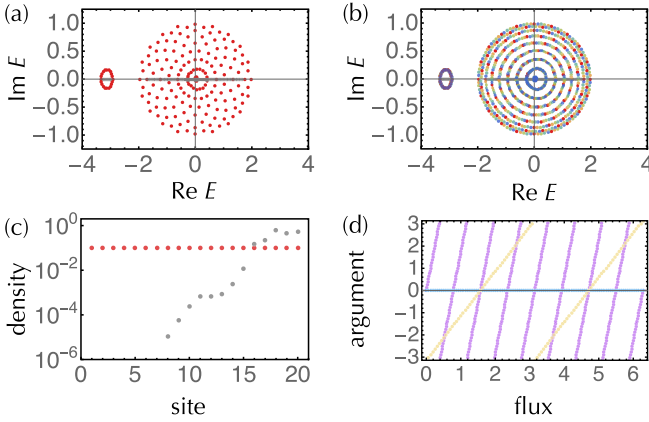 (a)
1.0
0.5
0.0
−0.5
−1.0
Im E
−4 −2 0 2 4
Re E
(b)
1.0
0.5
0.0
−0.5
−1.0
Im E
−4 −2 0 2 4
Re E
(c)
10^0
10^−2
10^−4
10^−6
density
0 5 10 15 20
site
(d)
3
2
1
0
−1
−2
−3
argument
0 1 2 3 4 5 6
flux